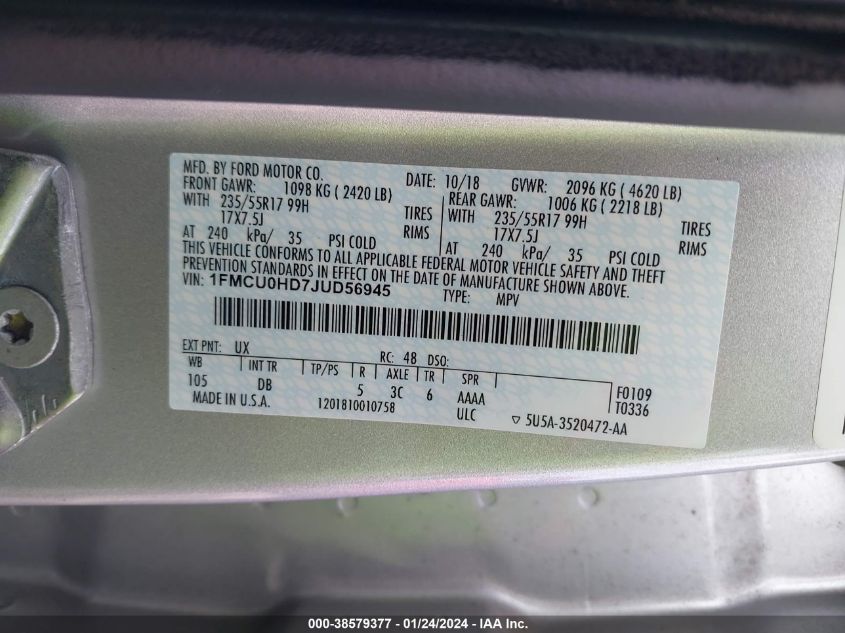 MFD. BY FORD MOTOR CO. DATE: 10/18 GVWR: 2096 KG ( 4620 LB)
FRONT GAWR: 1098 KG ( 2420 LB) REAR GAWR: 1006 KG ( 2218 LB)
WITH 235/55R17 99H TIRES WITH 235/55R17 99H TIRES
17X7.5J RIMS 17X7.5J RIMS
AT 240 kPa/ 35 PSI COLD AT 240 kPa/ 35 PSI COLD
THIS VEHICLE CONFORMS TO ALL APPLICABLE FEDERAL MOTOR VEHICLE SAFETY AND THEFT
PREVENTION STANDARDS IN EFFECT ON THE DATE OF MANUFACTURE SHOWN ABOVE.
VIN: 1FMCU0HD7JUD56945 TYPE: MPV
EXT PNT: UX RC: 48 DSO:
WB INT TR TP/PS R AXLE TR SPR
105 DB 5 3C 6 AAAA F0109
MADE IN U.S.A. 1201810010758 ULC T0336
▽ 5U5A-3520472-AA
000-38579377 - 01/24/2024 - IAA Inc.